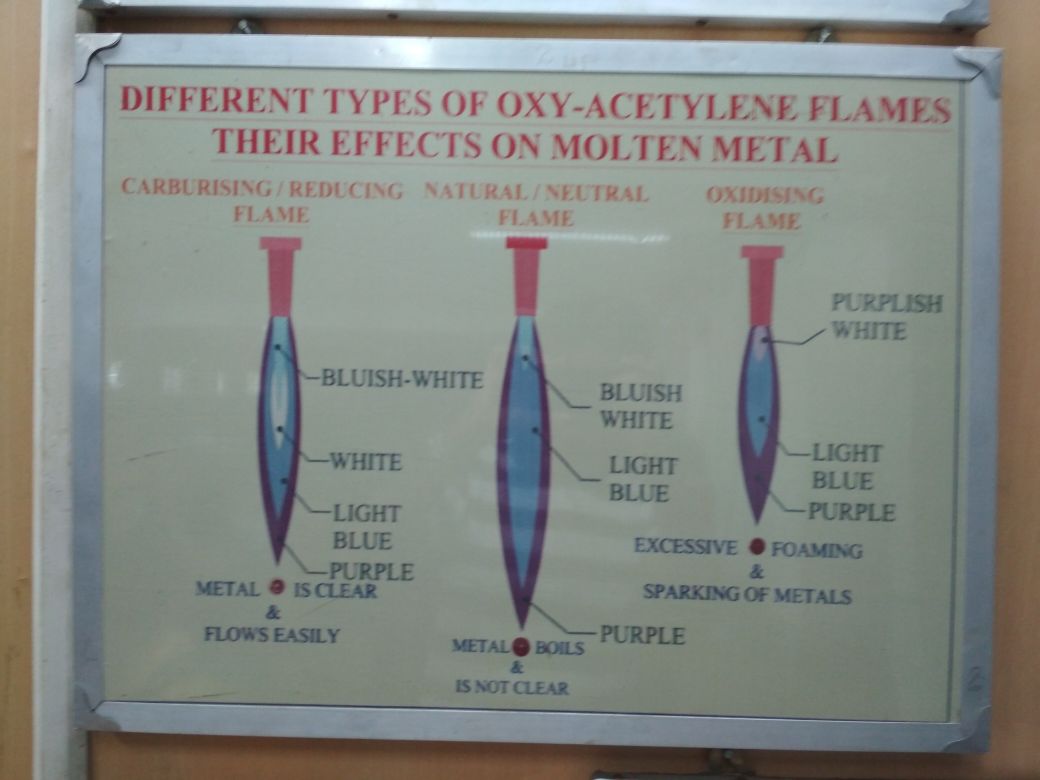 DIFFERENT TYPES OF OXY-ACETYLENE FLAMES
THEIR EFFECTS ON MOLTEN METAL
CARBURISING / REDUCING
FLAME
NATURAL / NEUTRAL
FLAME
OXIDISING
FLAME
BLUISH-WHITE
WHITE
LIGHT
BLUE
PURPLE
METAL IS CLEAR
&
FLOWS EASILY
BLUISH
WHITE
LIGHT
BLUE
PURPLE
METAL BOILS
&
IS NOT CLEAR
PURPLISH
WHITE
LIGHT
BLUE
PURPLE
EXCESSIVE FOAMING
&
SPARKING OF METALS
2